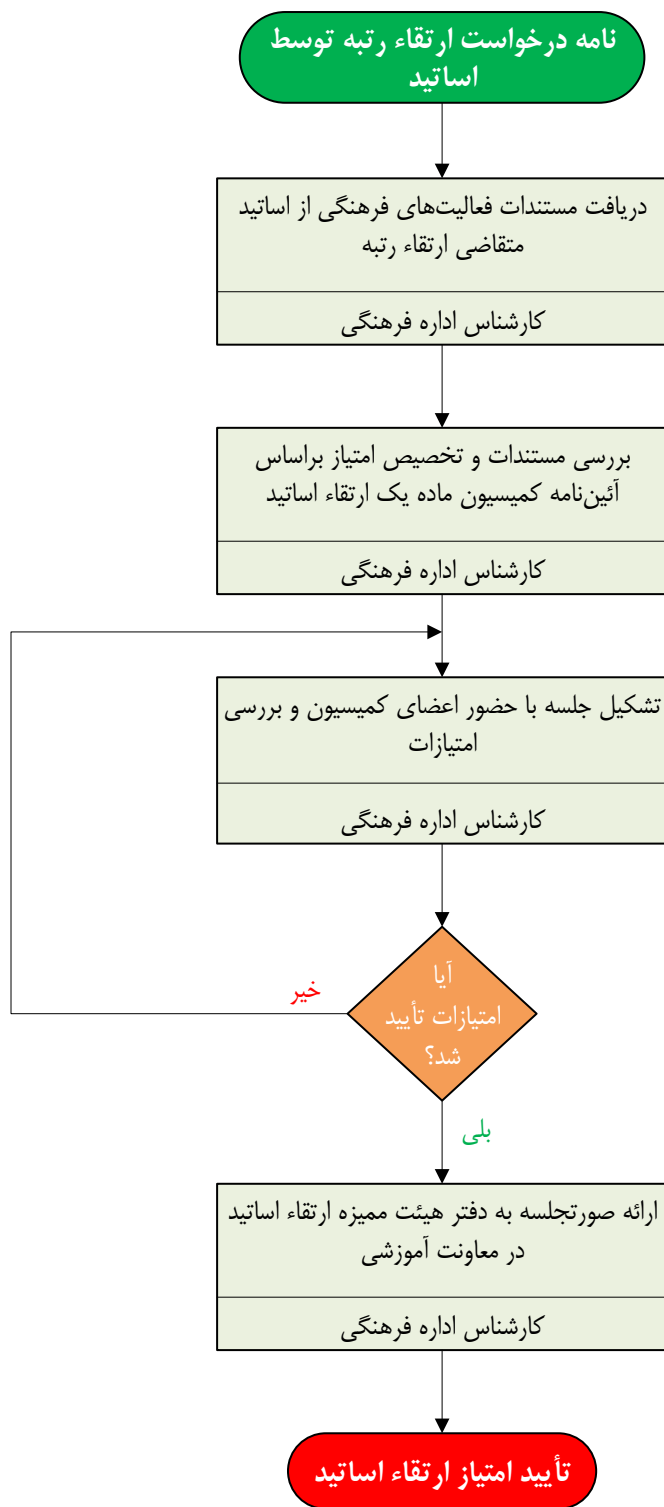 نامه درخواست ارتقاء رتبه توسط
اساتید
دریافت مستندات فعالیت‌های فرهنگی از اساتید
متقاضی ارتقاء رتبه
کارشناس اداره فرهنگی
بررسی مستندات و تخصیص امتیاز براساس
آئین‌نامه کمیسیون ماده یک ارتقاء اساتید
کارشناس اداره فرهنگی
تشکیل جلسه با حضور اعضای کمیسیون و بررسی
امتیازات
کارشناس اداره فرهنگی
آیا
امتیازات تأیید
شد؟
خیر
بلی
ارائه صورتجلسه به دفتر هیئت ممیزه ارتقاء اساتید
در معاونت آموزشی
کارشناس اداره فرهنگی
تأیید امتیاز ارتقاء اساتید